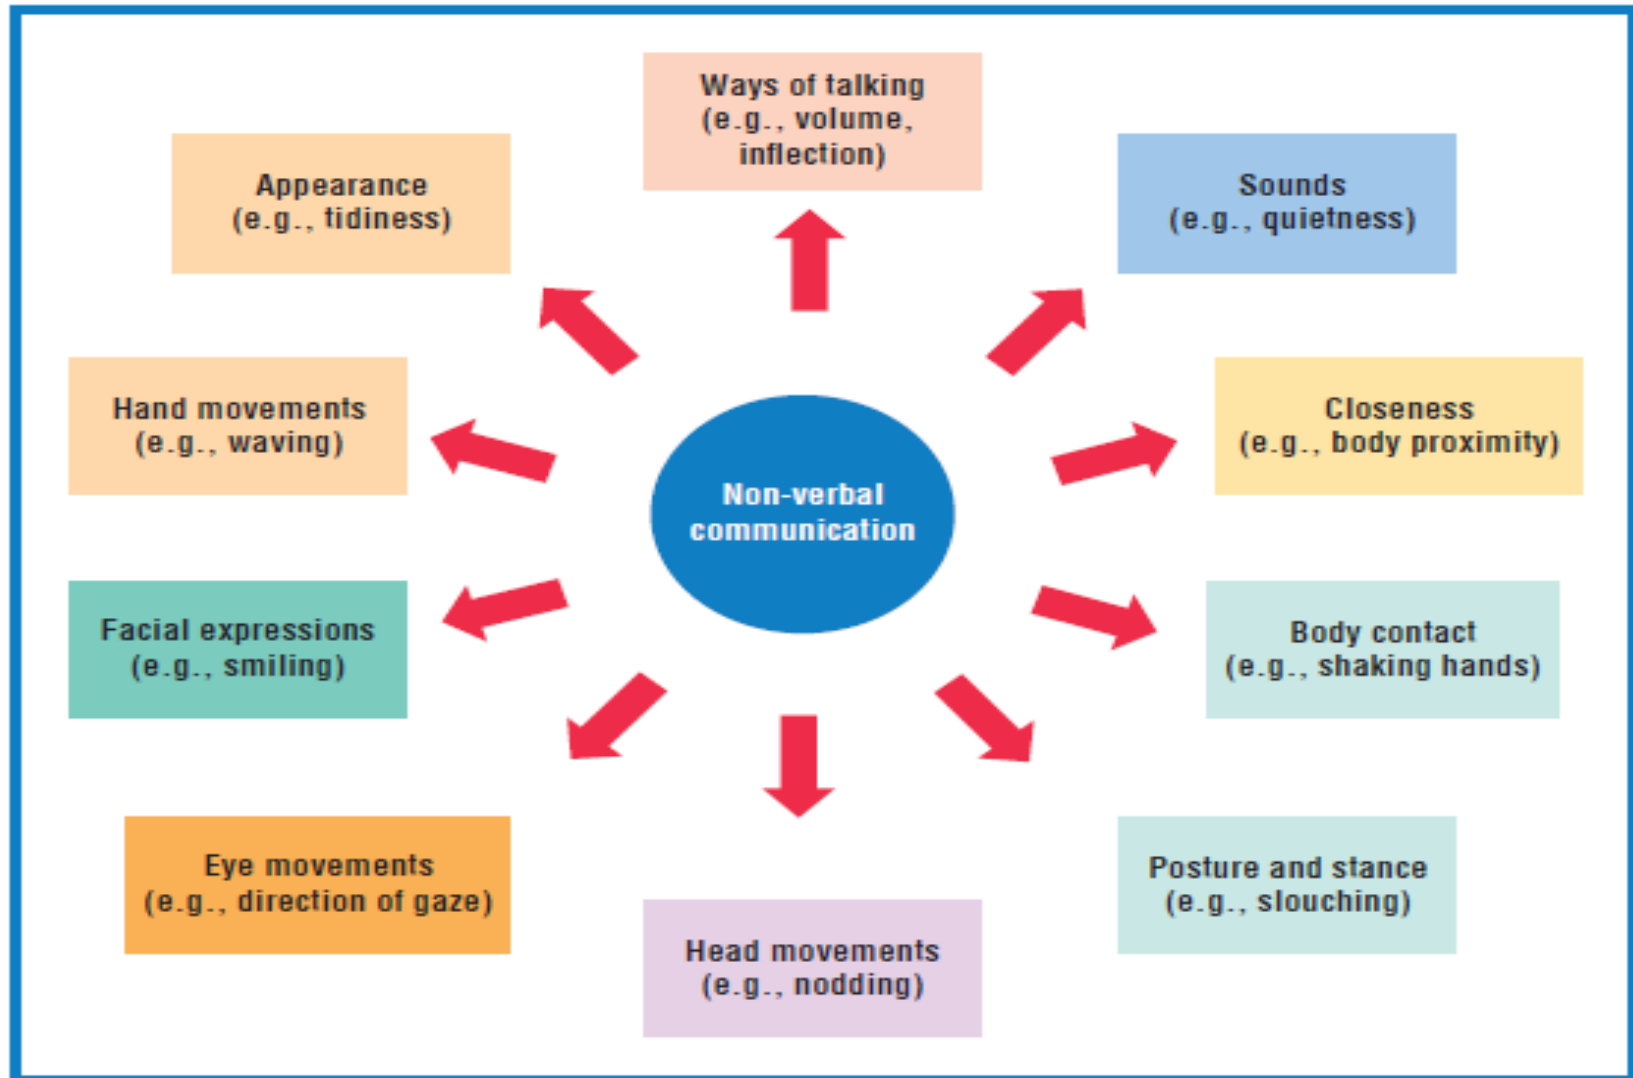 Ways of talking
(e.g., volume,
inflection)
Appearance
(e.g., tidiness)
Sounds
(e.g., quietness)
Hand movements
(e.g., waving)
Closeness
(e.g., body proximity)
Non-verbal
communication
Facial expressions
(e.g., smiling)
Body contact
(e.g., shaking hands)
Eye movements
(e.g., direction of gaze)
Posture and stance
(e.g., slouching)
Head movements
(e.g., nodding)